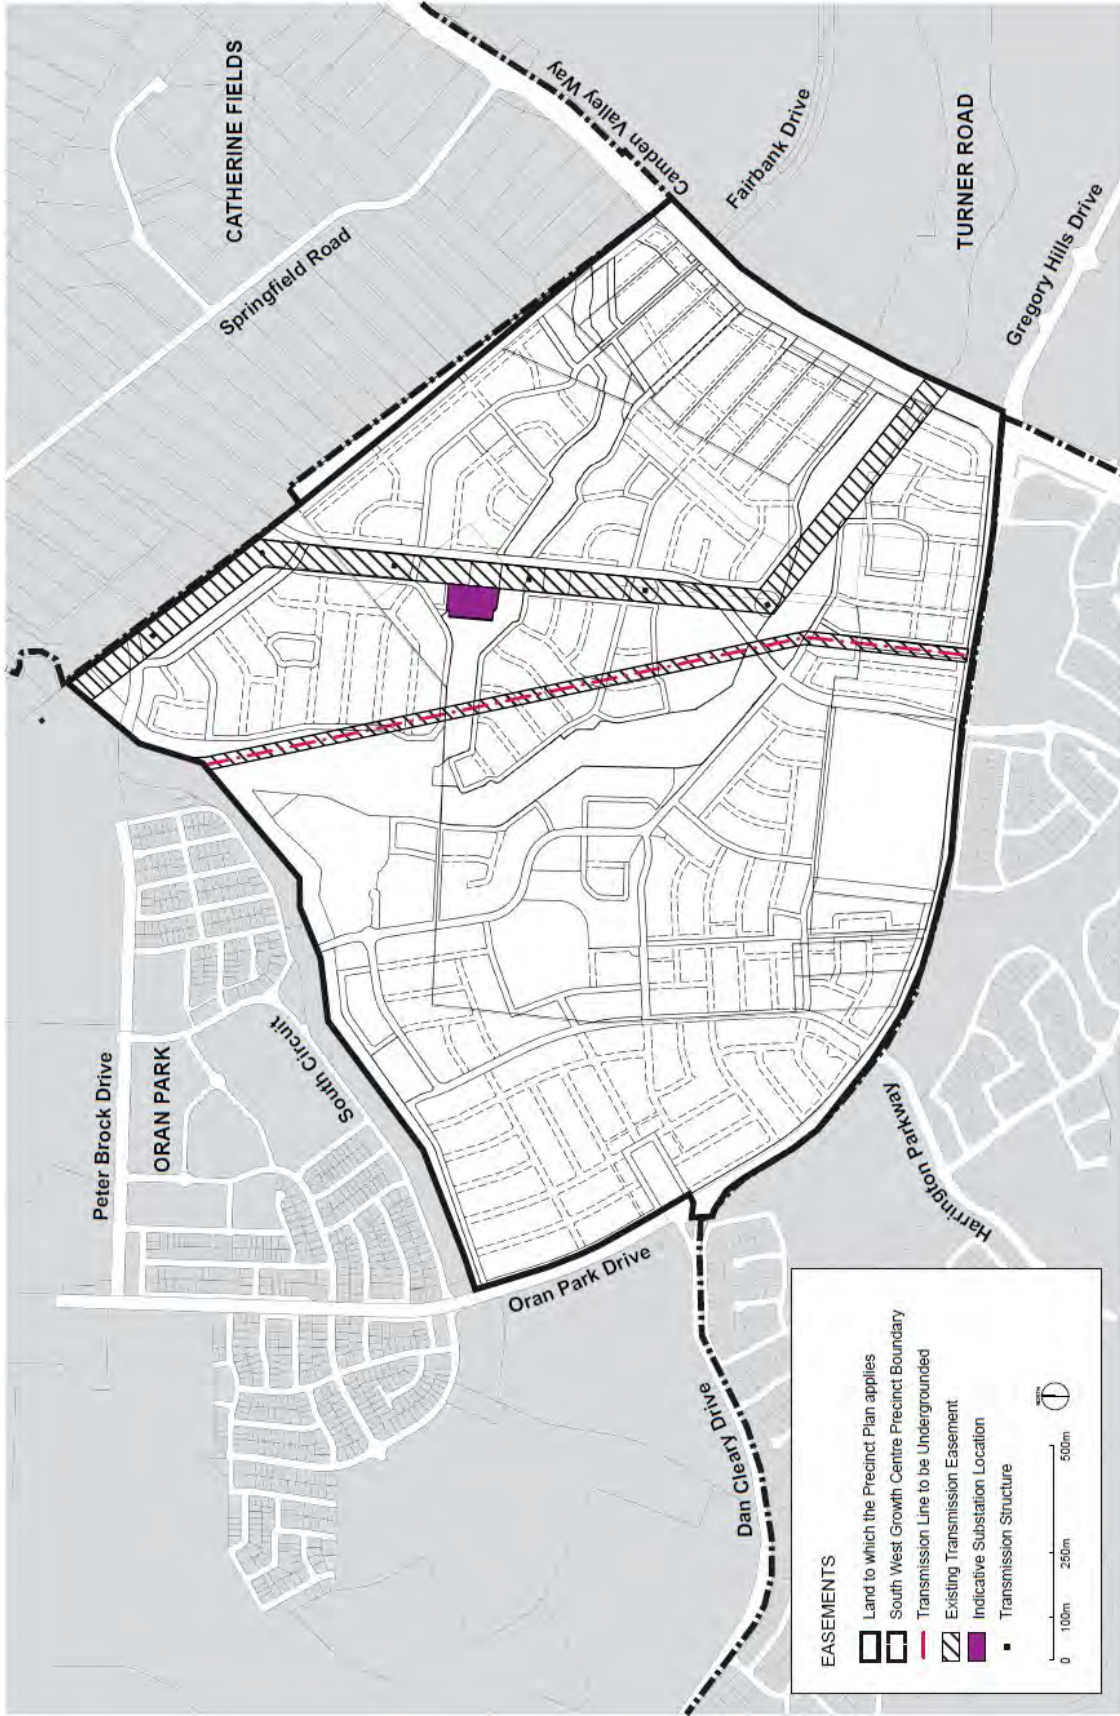 CATHERINE FIELDS
Springfield Road
Camden Valley Way
Fairbank Drive
TURNER ROAD
Gregory Hills Drive
Peter Brock Drive
ORAN PARK
South Circuit
Oran Park Drive
Harrington Parkway
Dan Cleary Drive
EASEMENTS
Land to which the Precinct Plan applies
South West Growth Centre Precinct Boundary
Transmission Line to be Undergrounded
Existing Transmission Easement
Indicative Substation Location
Transmission Structure
0 100m 250m 500m
NORTH